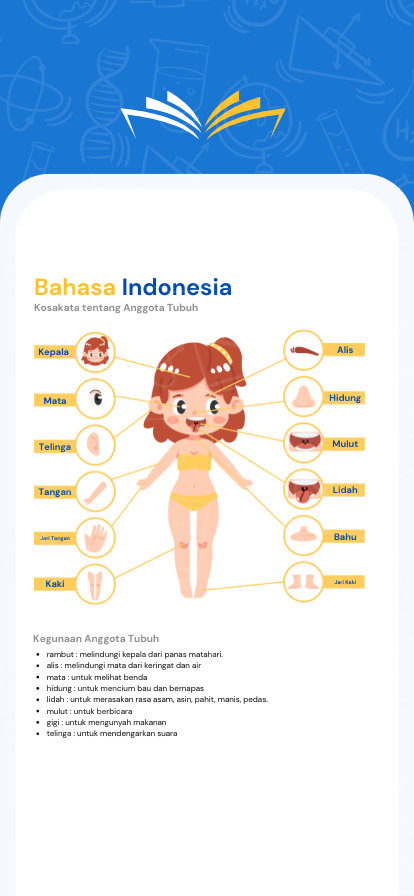 Bahasa Indonesia
Kosakata tentang Anggota Tubuh
Kepala
Alis
Mata
Hidung
Telinga
Mulut
Tangan
Lidah
Jari Tangan
Bahu
Kaki
Jari Kaki
Kegunaan Anggota Tubuh
• rambut : melindungi kepala dari panas matahari.
• alis : melindungi mata dari keringat dan air
• mata : untuk melihat benda
• hidung : untuk mencium bau dan bernapas
• lidah : untuk merasakan rasa asam, asin, pahit, manis, pedas.
• mulut : untuk berbicara
• gigi : untuk mengunyah makanan
• telinga : untuk mendengarkan suara